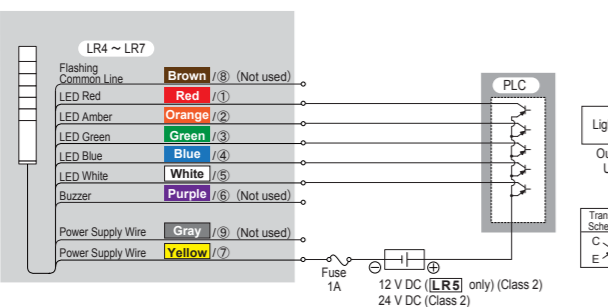 LR4 ~ LR7
Flashing
Common Line Brown /⑧ (Not used)
LED Red Red /①
LED Amber Orange /②
LED Green Green /③
LED Blue Blue /④
LED White White /⑤
Buzzer Purple /⑥ (Not used)
Power Supply Wire Gray /⑨ (Not used)
Power Supply Wire Yellow /⑦
Fuse
1A
⊖ ⊕
12 V DC (LR5 only) (Class 2)
24 V DC (Class 2)
PLC
C
E